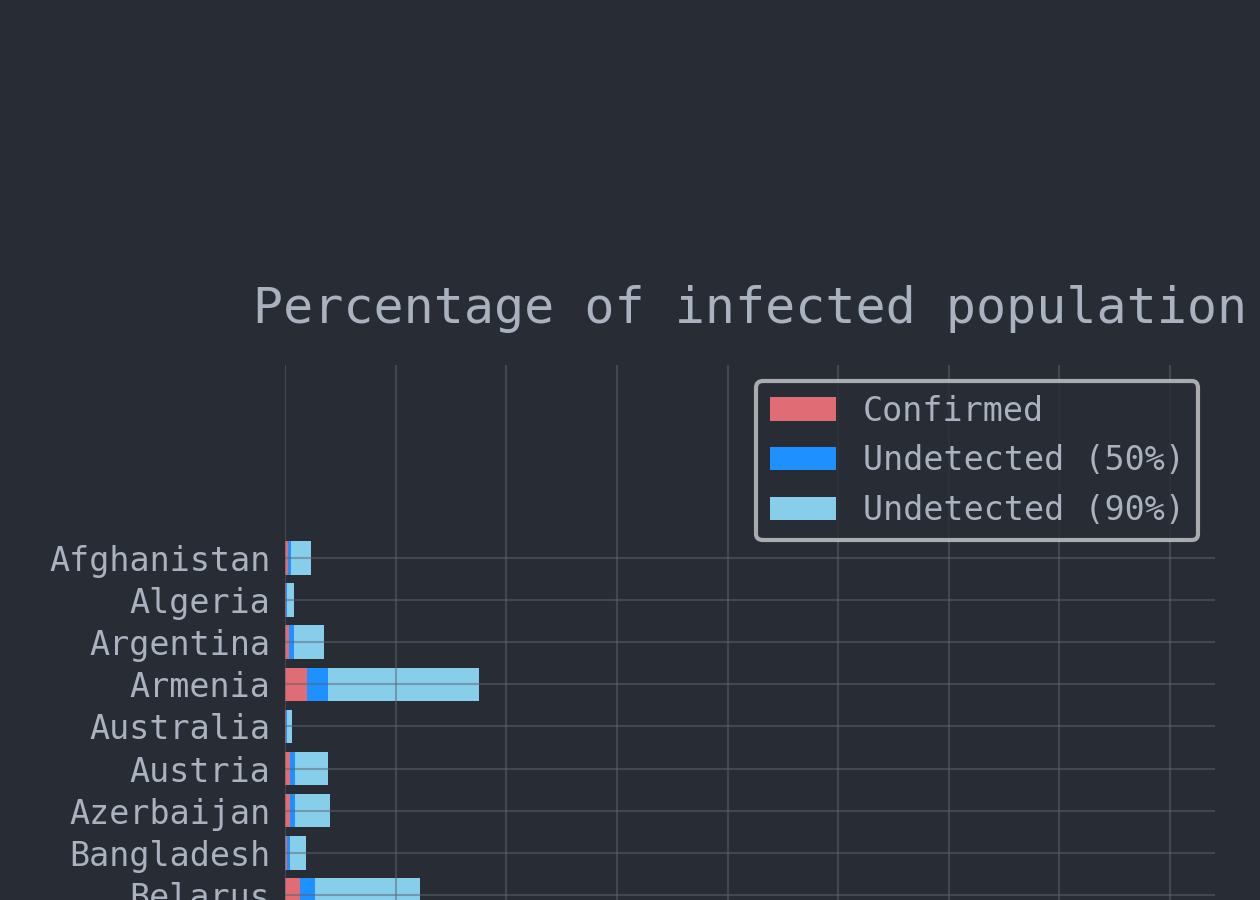 Percentage of infected population
Confirmed
Undetected (50%)
Undetected (90%)
Afghanistan
Algeria
Argentina
Armenia
Australia
Austria
Azerbaijan
Bangladesh
Belarus